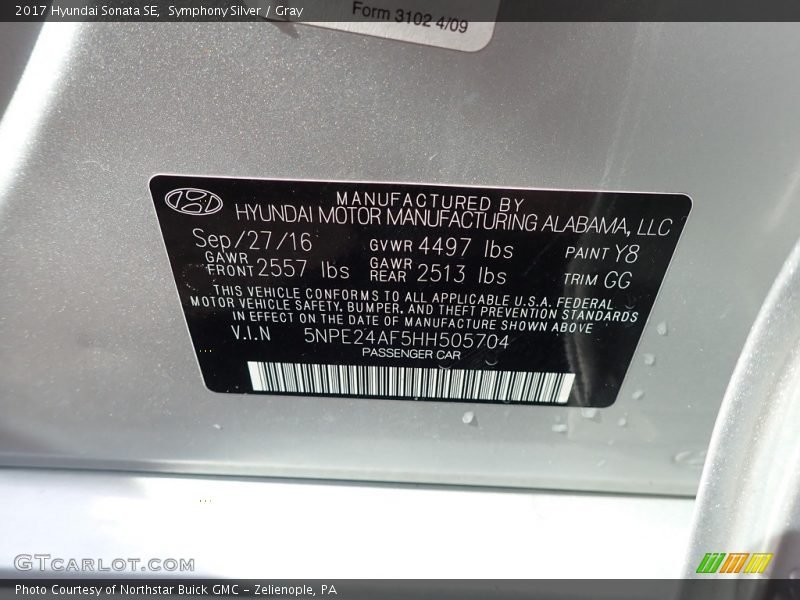 2017 Hyundai Sonata SE, Symphony Silver / Gray
Form 3102 4/09
MANUFACTURED BY
HYUNDAI MOTOR MANUFACTURING ALABAMA, LLC
Sep/27/16 GVWR 4497 lbs PAINT Y8
GAWR FRONT 2557 lbs GAWR REAR 2513 lbs TRIM GG
THIS VEHICLE CONFORMS TO ALL APPLICABLE U.S.A. FEDERAL
MOTOR VEHICLE SAFETY, BUMPER, AND THEFT PREVENTION STANDARDS
IN EFFECT ON THE DATE OF MANUFACTURE SHOWN ABOVE
V.I.N 5NPE24AF5HH505704
PASSENGER CAR
GTCARLOT.COM
Photo Courtesy of Northstar Buick GMC - Zelienople, PA